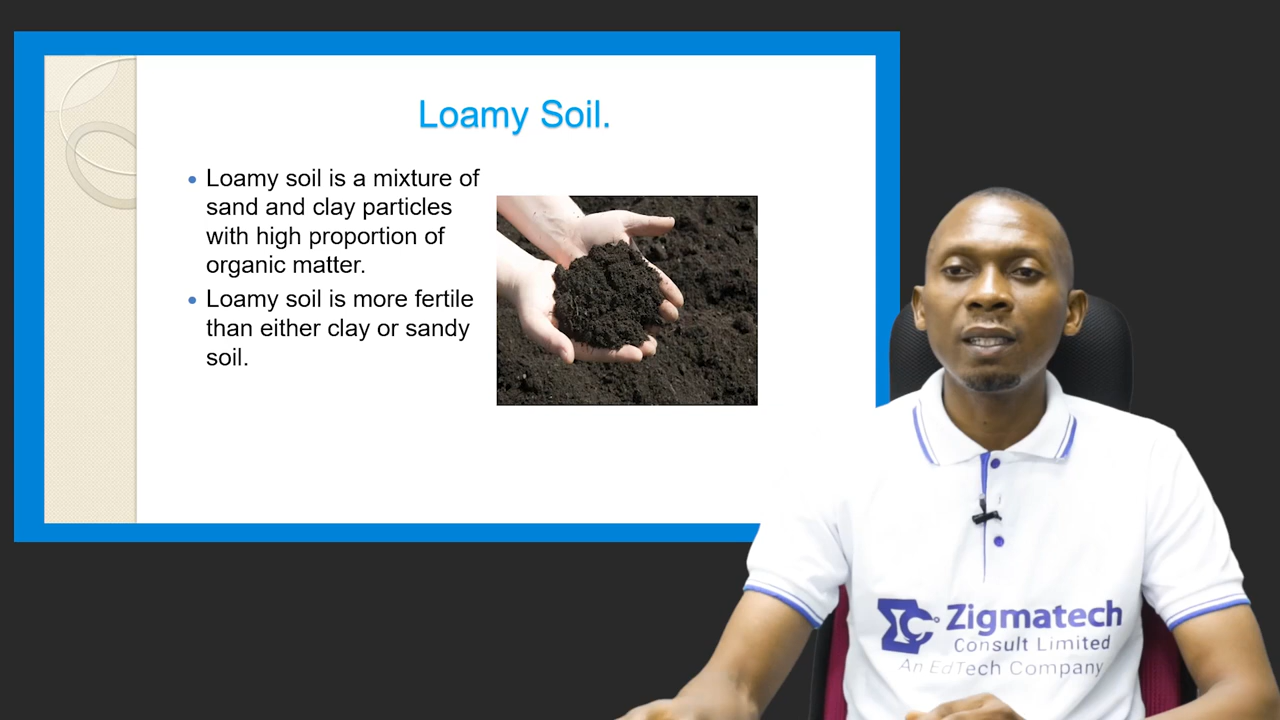 Loamy Soil.
Loamy soil is a mixture of
sand and clay particles
with high proportion of
organic matter.
Loamy soil is more fertile
than either clay or sandy
soil.
Zigmatech
Consult Limited
An EdTech Company